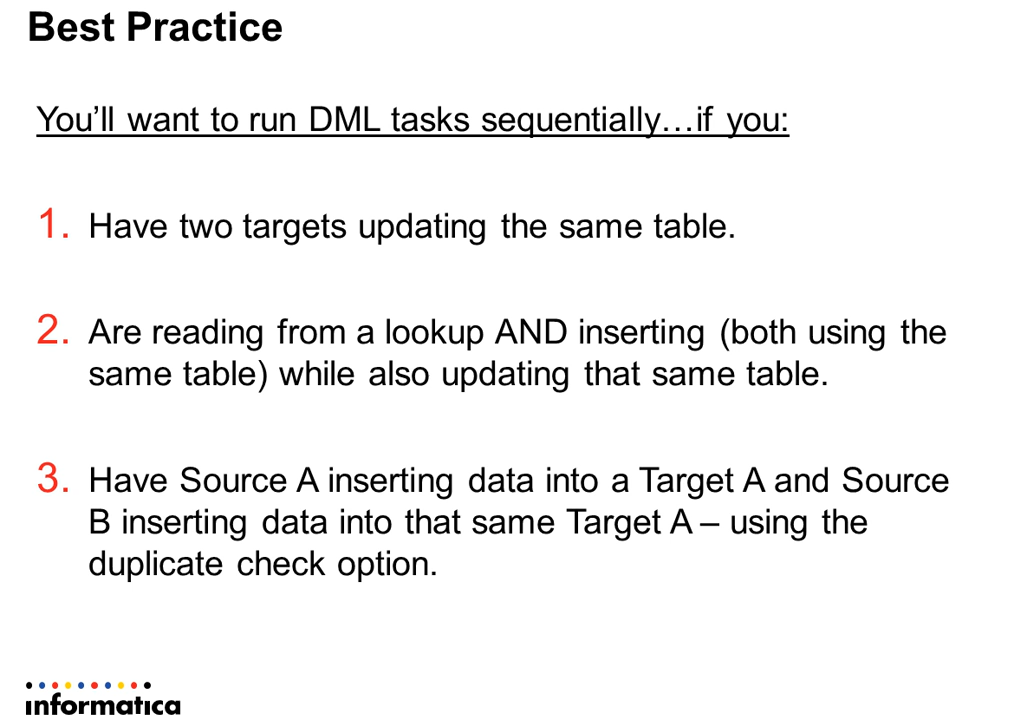 Best Practice
You'll want to run DML tasks sequentially…if you:
1. Have two targets updating the same table.
2. Are reading from a lookup AND inserting (both using the
same table) while also updating that same table.
3. Have Source A inserting data into a Target A and Source
B inserting data into that same Target A – using the
duplicate check option.
informatica